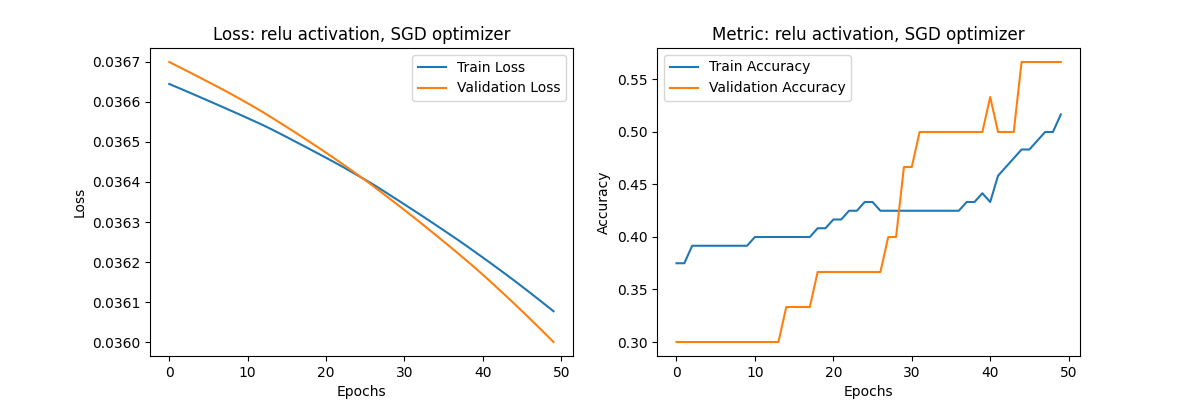 Loss: relu activation, SGD optimizer
Train Loss
Validation Loss
0.0367
0.0366
0.0365
0.0364
0.0363
0.0362
0.0361
0.0360
Loss
0 10 20 30 40 50
Epochs
Metric: relu activation, SGD optimizer
Train Accuracy
Validation Accuracy
0.55
0.50
0.45
0.40
0.35
0.30
Accuracy
0 10 20 30 40 50
Epochs